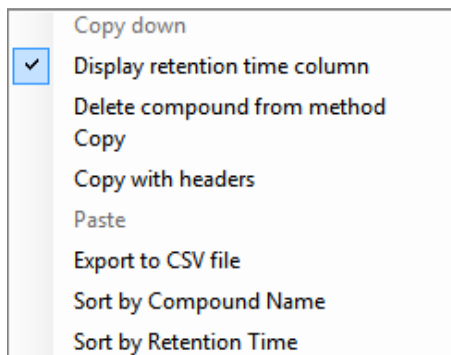 Copy down
Display retention time column
Delete compound from method
Copy
Copy with headers
Paste
Export to CSV file
Sort by Compound Name
Sort by Retention Time